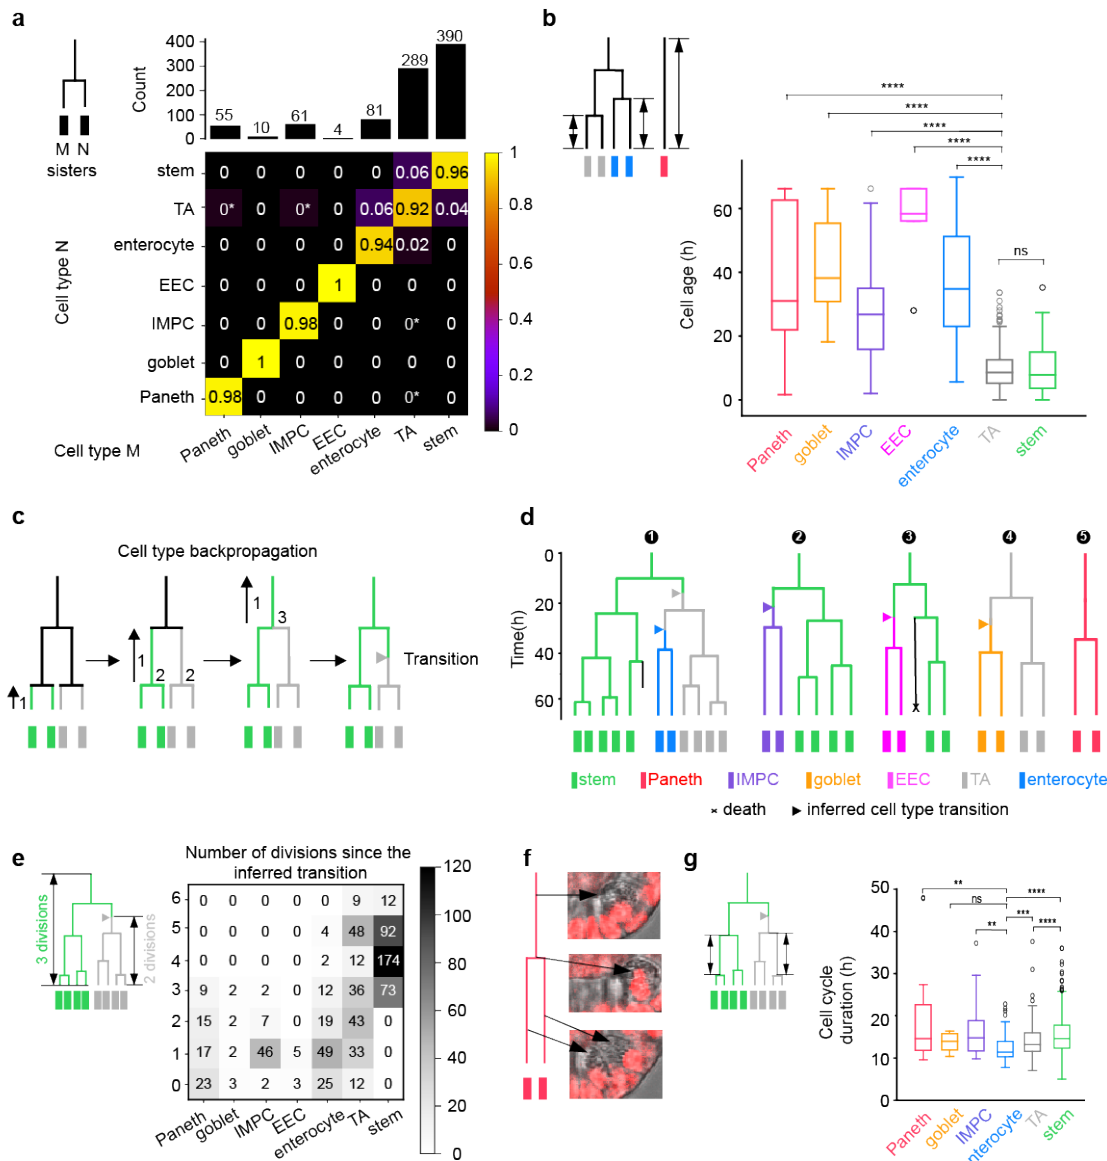 a
400
300
200
100
0
Count
55
10
61
4
81
289
390
M N
sisters
stem
TA
enterocyte
EEC
IMPC
goblet
Paneth
Cell type N
0 0 0 0 0 0.06 0.96
0* 0 0* 0 0.06 0.92 0.04
0 0 0 0 0.94 0.02 0
0 0 0 1 0 0 0
0 0 0.98 0 0 0* 0
0 1 0 0 0 0 0
0.98 0 0 0 0 0* 0
1
0.8
0.6
0.4
0.2
0
Cell type M
Paneth
goblet
IMPC
EEC
enterocyte
TA
stem
b
****
****
****
****
****
ns
Cell age (h)
60
40
20
0
Paneth
goblet
IMPC
EEC
enterocyte
TA
stem
c
Cell type backpropagation
1
1
2
2
1
3
Transition
d
1
2
3
4
5
Time(h)
0
20
40
60
x
stem
Paneth
IMPC
goblet
EEC
TA
enterocyte
× death
inferred cell type transition
e
3 divisions
2 divisions
Number of divisions since the
inferred transition
6 0 0 0 0 0 9 12
5 0 0 0 0 4 48 92
4 0 0 0 0 2 12 174
3 9 2 2 0 12 36 73
2 15 2 7 0 19 43 0
1 17 2 46 5 49 33 0
0 23 3 2 3 25 12 0
Paneth
goblet
IMPC
EEC
enterocyte
TA
stem
120
100
80
60
40
20
0
f
g
Cell cycle
duration (h)
50
40
30
20
10
0
**
ns
**
****
***
****
Paneth
goblet
IMPC
enterocyte
TA
stem